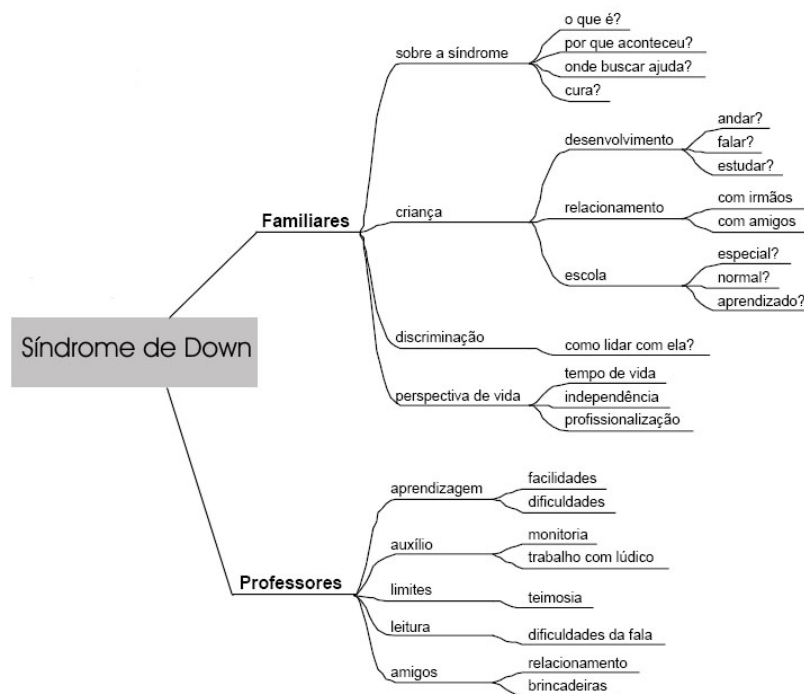 Síndrome de Down
Familiares
sobre a síndrome
o que é?
por que aconteceu?
onde buscar ajuda?
cura?
criança
desenvolvimento
andar?
falar?
estudar?
relacionamento
com irmãos
com amigos
escola
especial?
normal?
aprendizado?
discriminação
como lidar com ela?
perspectiva de vida
tempo de vida
independência
profissionalização
Professores
aprendizagem
facilidades
dificuldades
auxílio
monitoria
trabalho com lúdico
limites
teimosia
leitura
dificuldades da fala
amigos
relacionamento
brincadeiras